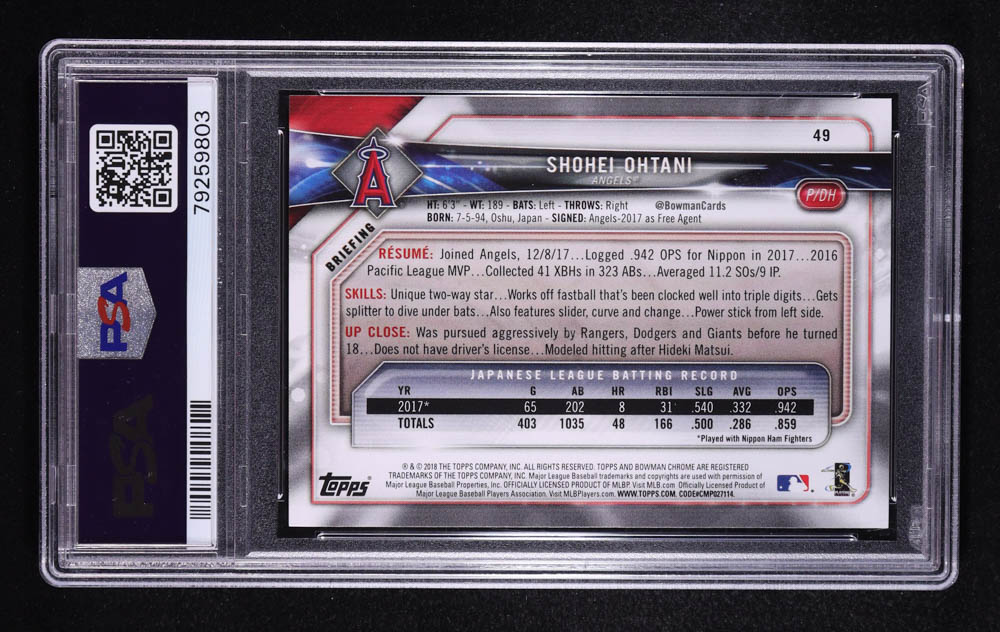 79259803
PSA
PSA
49
SHOHEI OHTANI
ANGELS®
A
P/DH
HT: 6'3" - WT: 189 - BATS: Left - THROWS: Right @BowmanCards
BORN: 7-5-94, Oshu, Japan - SIGNED: Angels-2017 as Free Agent
BRIEFING
RÉSUMÉ: Joined Angels, 12/8/17...Logged .942 OPS for Nippon in 2017...2016
Pacific League MVP...Collected 41 XBHs in 323 ABs...Averaged 11.2 SOs/9 IP.
SKILLS: Unique two-way star...Works off fastball that's been clocked well into triple digits...Gets
splitter to dive under bats...Also features slider, curve and change...Power stick from left side.
UP CLOSE: Was pursued aggressively by Rangers, Dodgers and Giants before he turned
18...Does not have driver's license...Modeled hitting after Hideki Matsui.
JAPANESE LEAGUE BATTING RECORD
YR G AB HR RBI SLG AVG OPS
2017* 65 202 8 31 .540 .332 .942
TOTALS 403 1035 48 166 .500 .286 .859
*Played with Nippon Ham Fighters
Topps®
® & © 2018 THE TOPPS COMPANY, INC. ALL RIGHTS RESERVED. TOPPS AND BOWMAN CHROME ARE REGISTERED
TRADEMARKS OF THE TOPPS COMPANY, INC. Major League Baseball trademarks and copyrights are used with permission of
Major League Baseball Properties, Inc. OFFICIALLY LICENSED PRODUCT OF MLBP. Visit MLB.com Officially Licensed Product of
Major League Baseball Players Association. Visit MLBPlayers.com. WWW.TOPPS.COM. CODE#CMP027114.